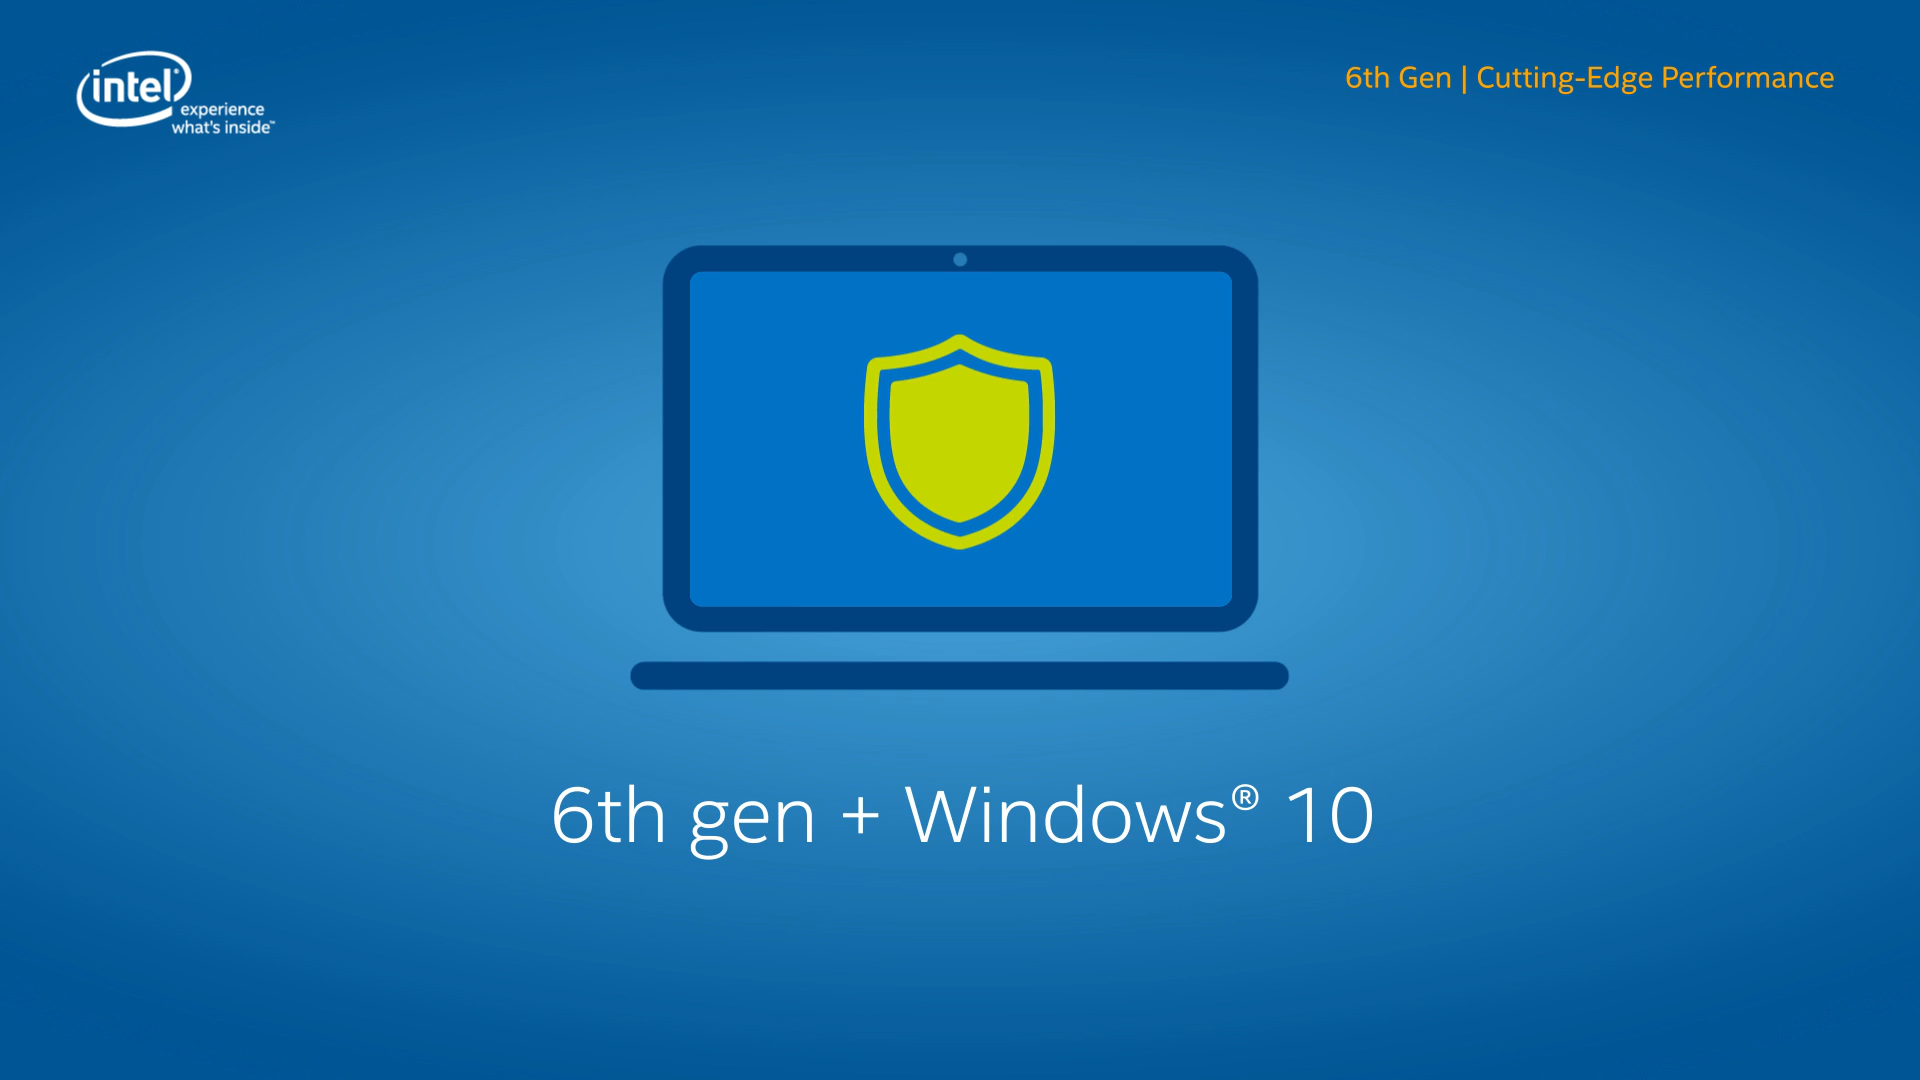 intel®
experience
what's inside™
6th Gen | Cutting-Edge Performance
6th gen + Windows® 10